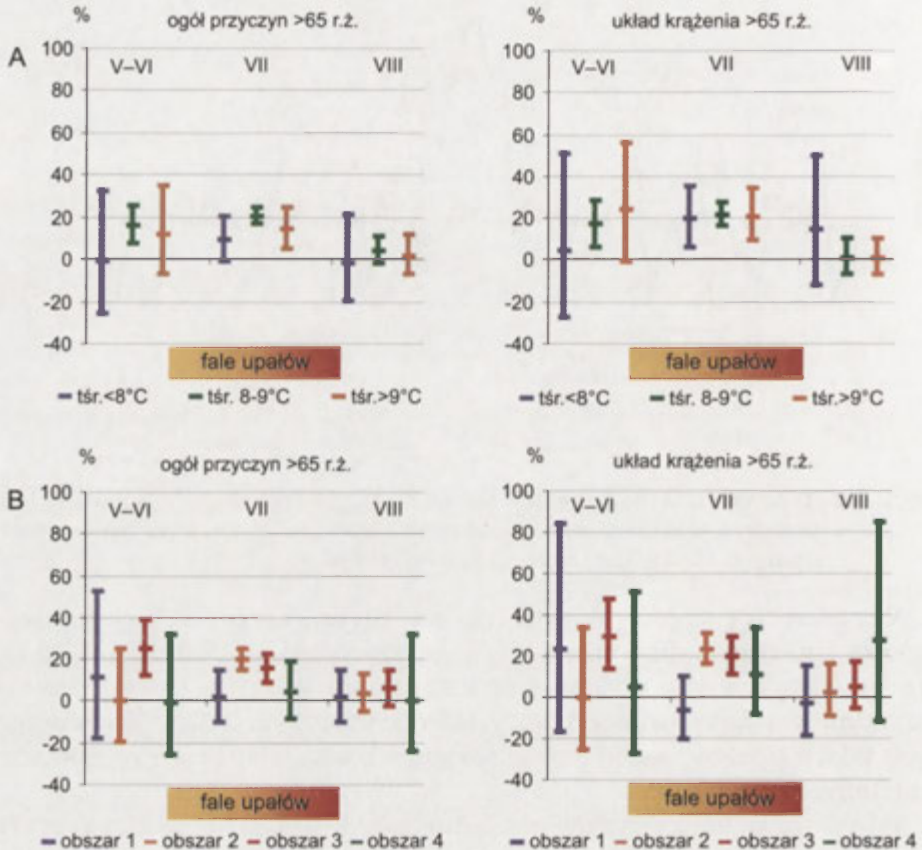 A
% ogół przyczyn >65 r.ż.
V–VI VII VIII
100
80
60
40
20
0
-20
-40
fale upałów
tśr.<8°C tśr. 8-9°C tśr.>9°C
% układ krążenia >65 r.ż.
V–VI VII VIII
100
80
60
40
20
0
-20
-40
fale upałów
tśr.<8°C tśr. 8-9°C tśr.>9°C
B
% ogół przyczyn >65 r.ż.
V–VI VII VIII
100
80
60
40
20
0
-20
-40
fale upałów
obszar 1 obszar 2 obszar 3 obszar 4
% układ krążenia >65 r.ż.
V–VI VII VIII
100
80
60
40
20
0
-20
-40
fale upałów
obszar 1 obszar 2 obszar 3 obszar 4